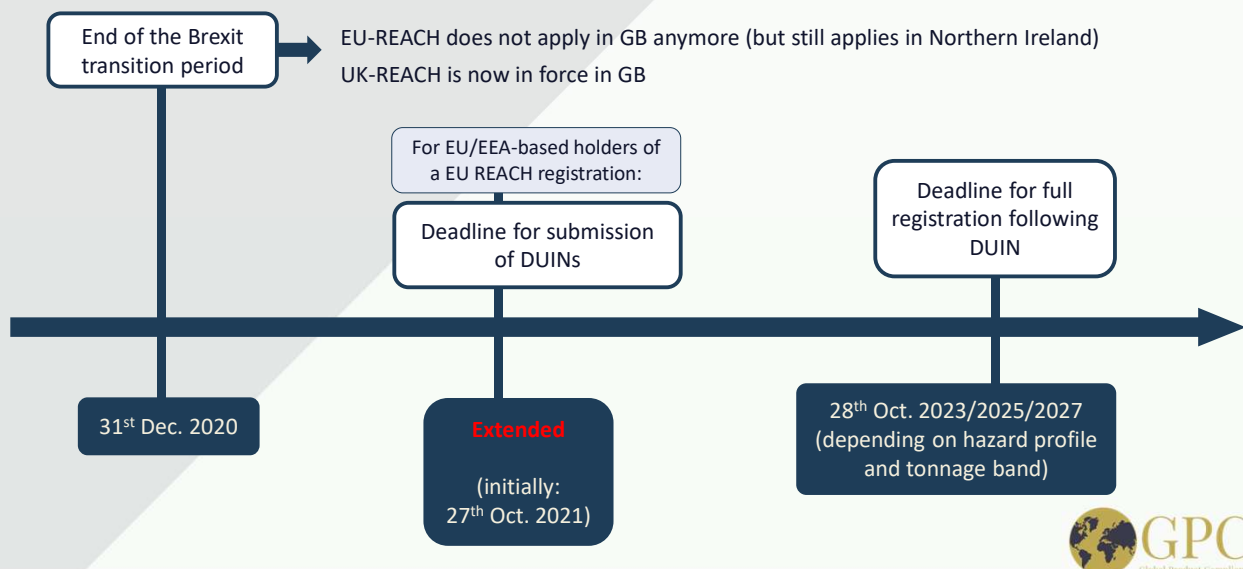 End of the Brexit
transition period
EU-REACH does not apply in GB anymore (but still applies in Northern Ireland)
UK-REACH is now in force in GB
For EU/EEA-based holders of
a EU REACH registration:
Deadline for submission
of DUINs
Deadline for full
registration following
DUIN
31st Dec. 2020
Extended
(initially:
27th Oct. 2021)
28th Oct. 2023/2025/2027
(depending on hazard profile
and tonnage band)
GPC